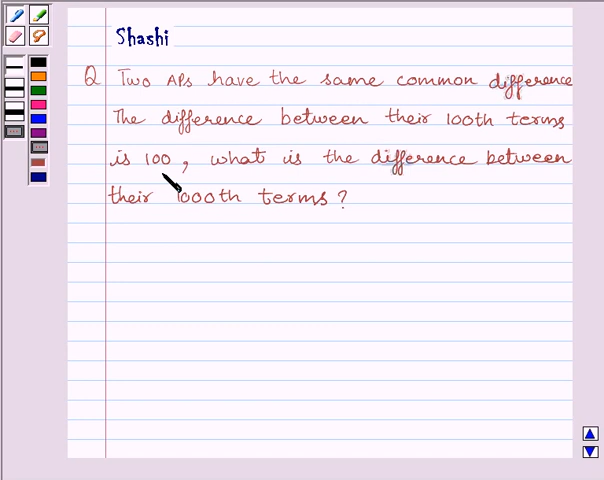 Shashi
Q Two APs have the same common difference
The difference between their 100th terms
is 100, what is the difference between
their 1000th terms?